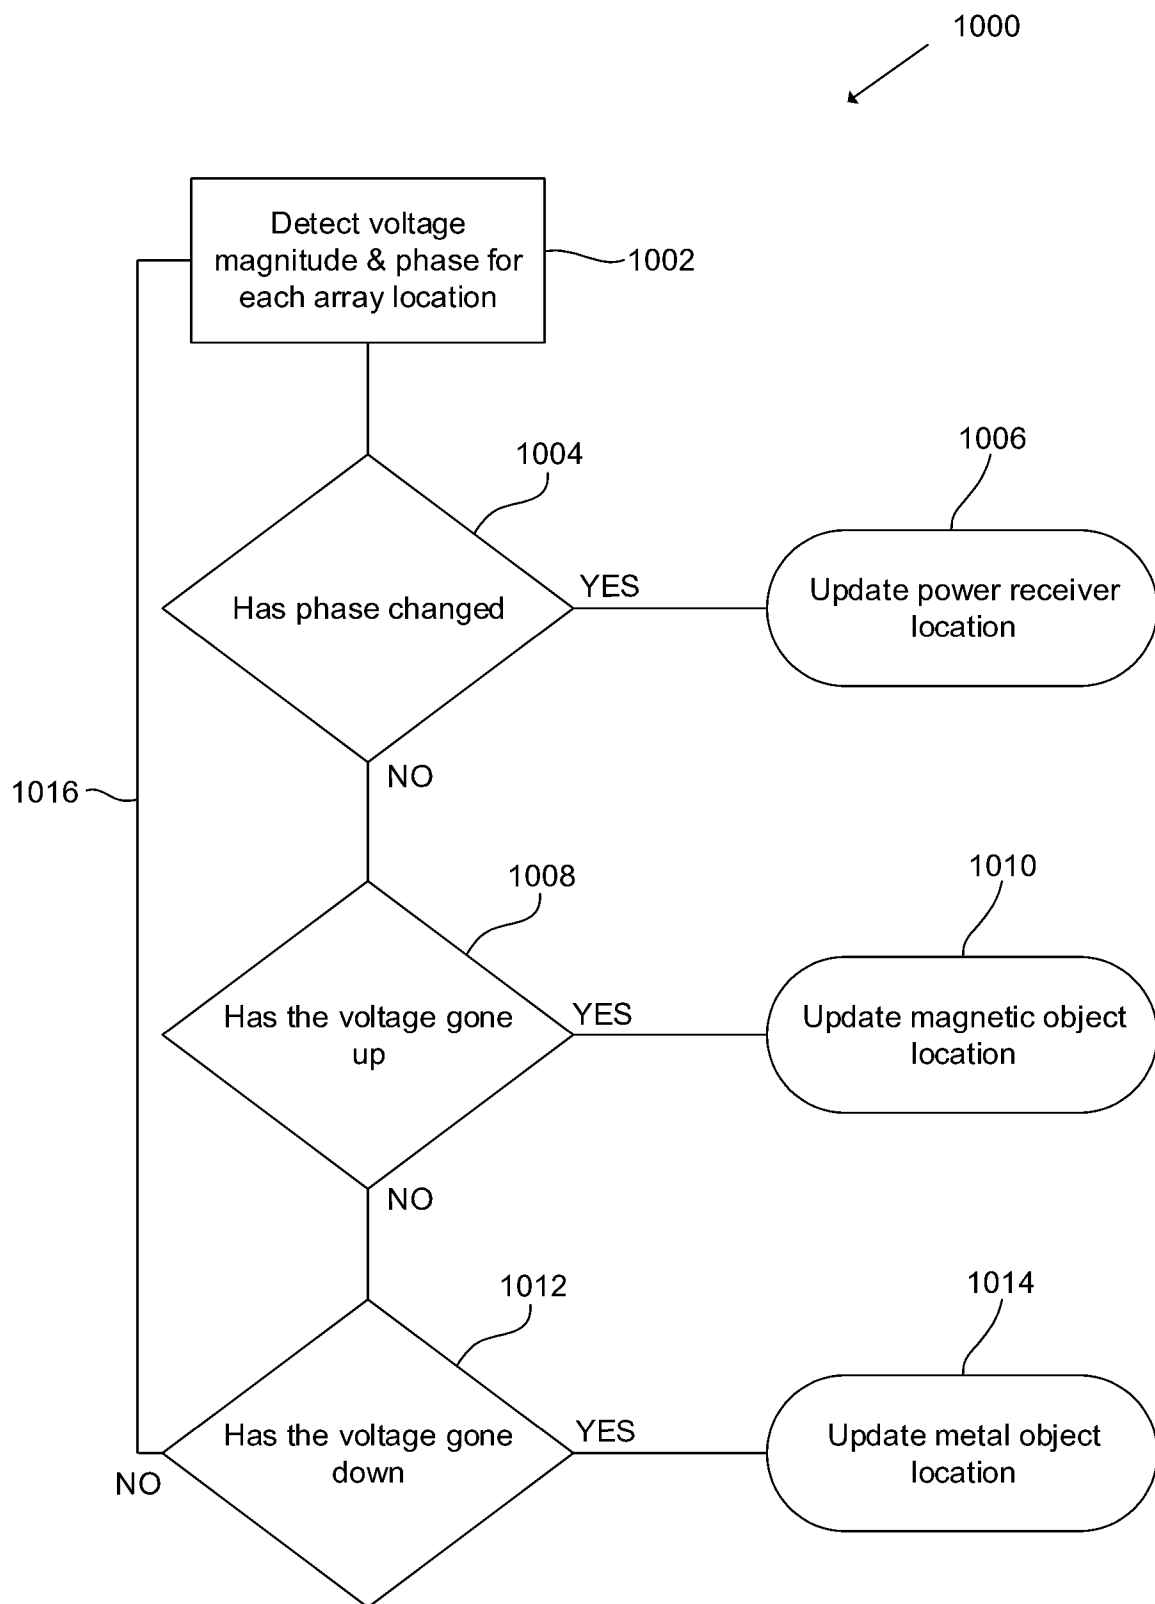 1000
Detect voltage
magnitude & phase for
each array location
1002
1004
1006
Has phase changed
YES
Update power receiver
location
NO
1016
1008
1010
Has the voltage gone
up
YES
Update magnetic object
location
NO
1012
1014
Has the voltage gone
down
YES
Update metal object
location
NO